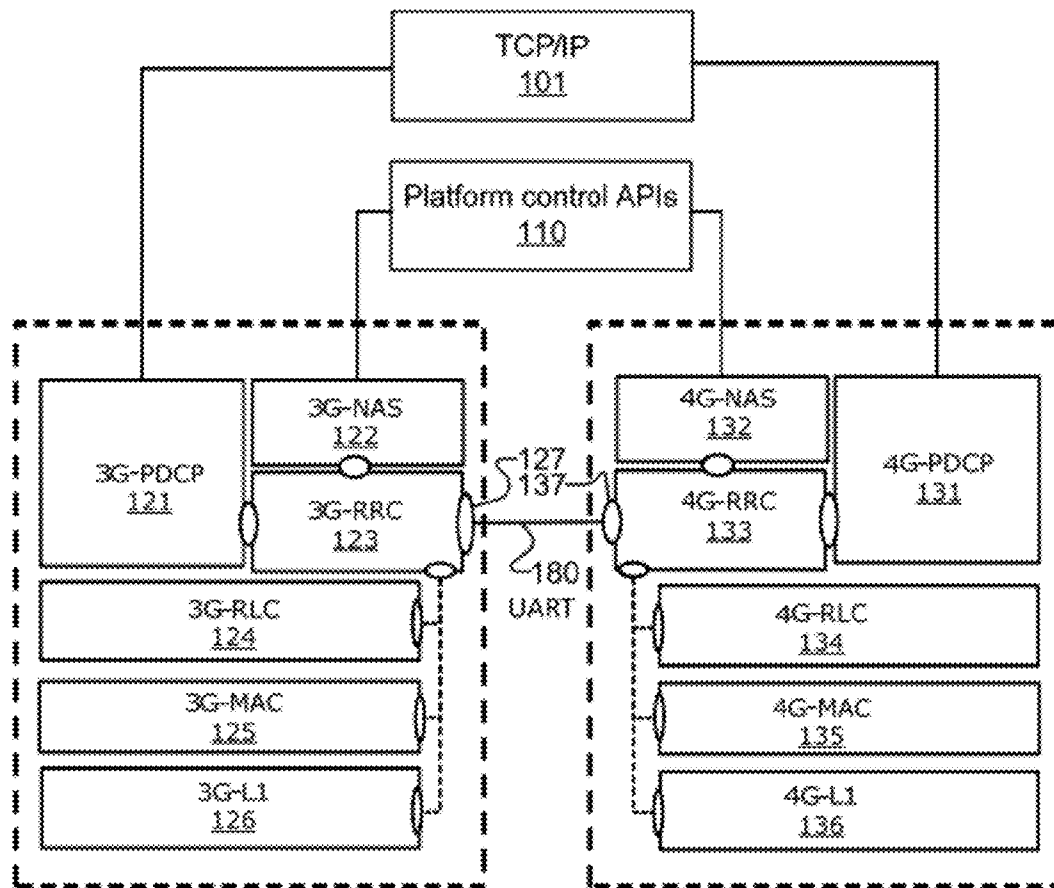 TCP/IP
101
Platform control APIs
110
3G-PDCP
121
3G-NAS
122
3G-RRC
123
127
137
180
UART
4G-NAS
132
4G-RRC
133
4G-PDCP
131
3G-RLC
124
3G-MAC
125
3G-L1
126
4G-RLC
134
4G-MAC
135
4G-L1
136